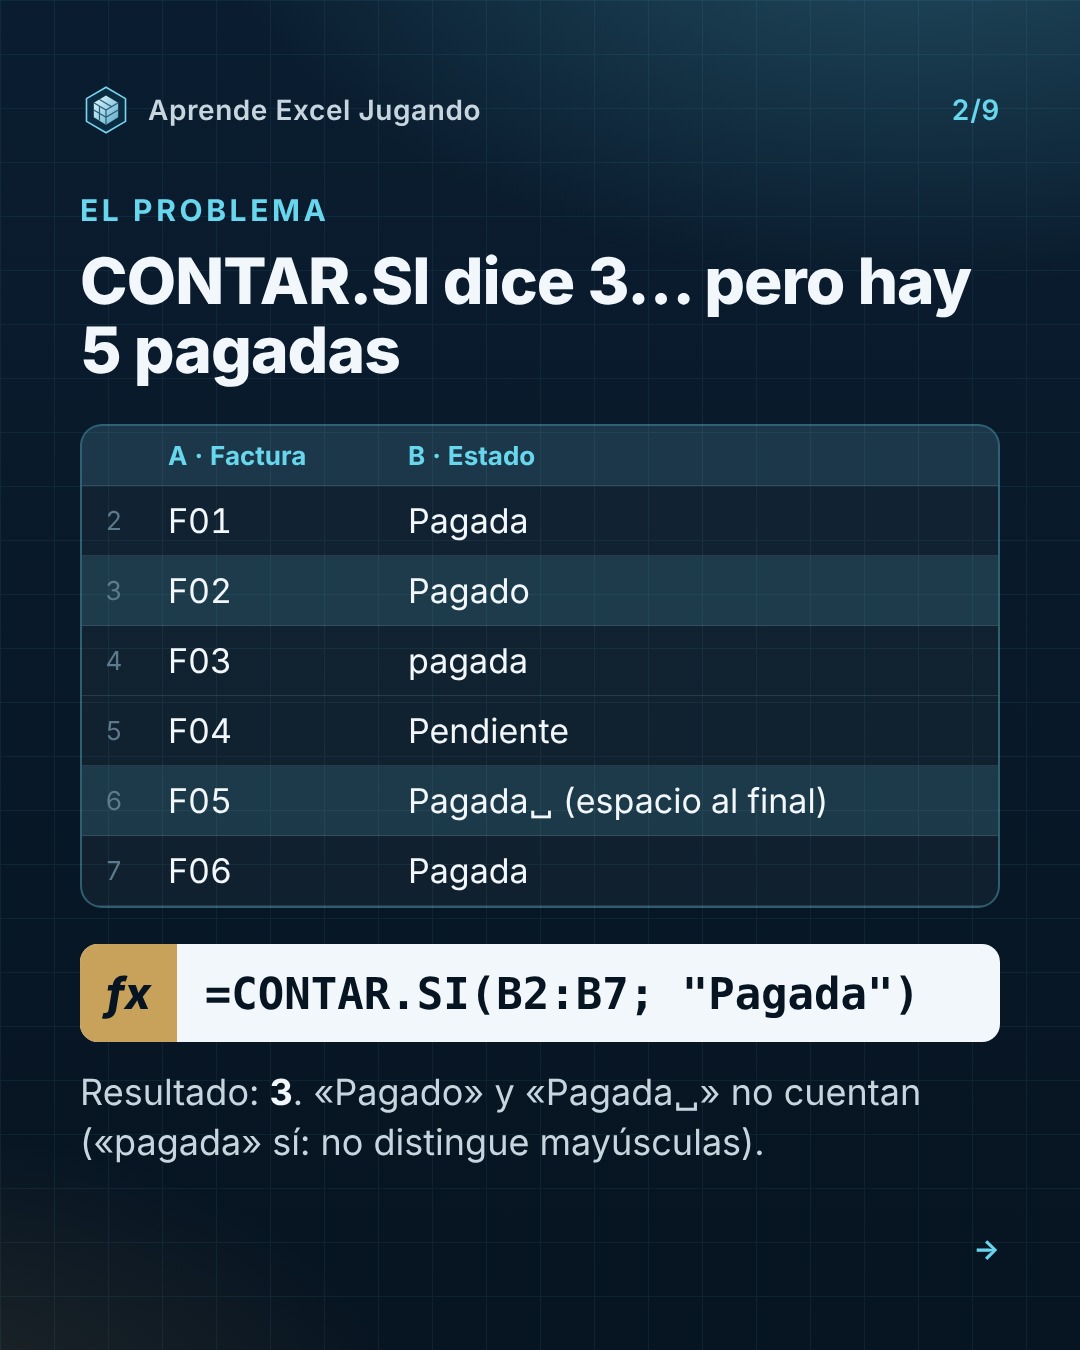 Aprende Excel Jugando
2/9
EL PROBLEMA
CONTAR.SI dice 3... pero hay
5 pagadas
A · Factura B · Estado
2 F01 Pagada
3 F02 Pagado
4 F03 pagada
5 F04 Pendiente
6 F05 Pagada␣ (espacio al final)
7 F06 Pagada
fx =CONTAR.SI(B2:B7; "Pagada")
Resultado: 3. «Pagado» y «Pagada␣» no cuentan
(«pagada» sí: no distingue mayúsculas).
→